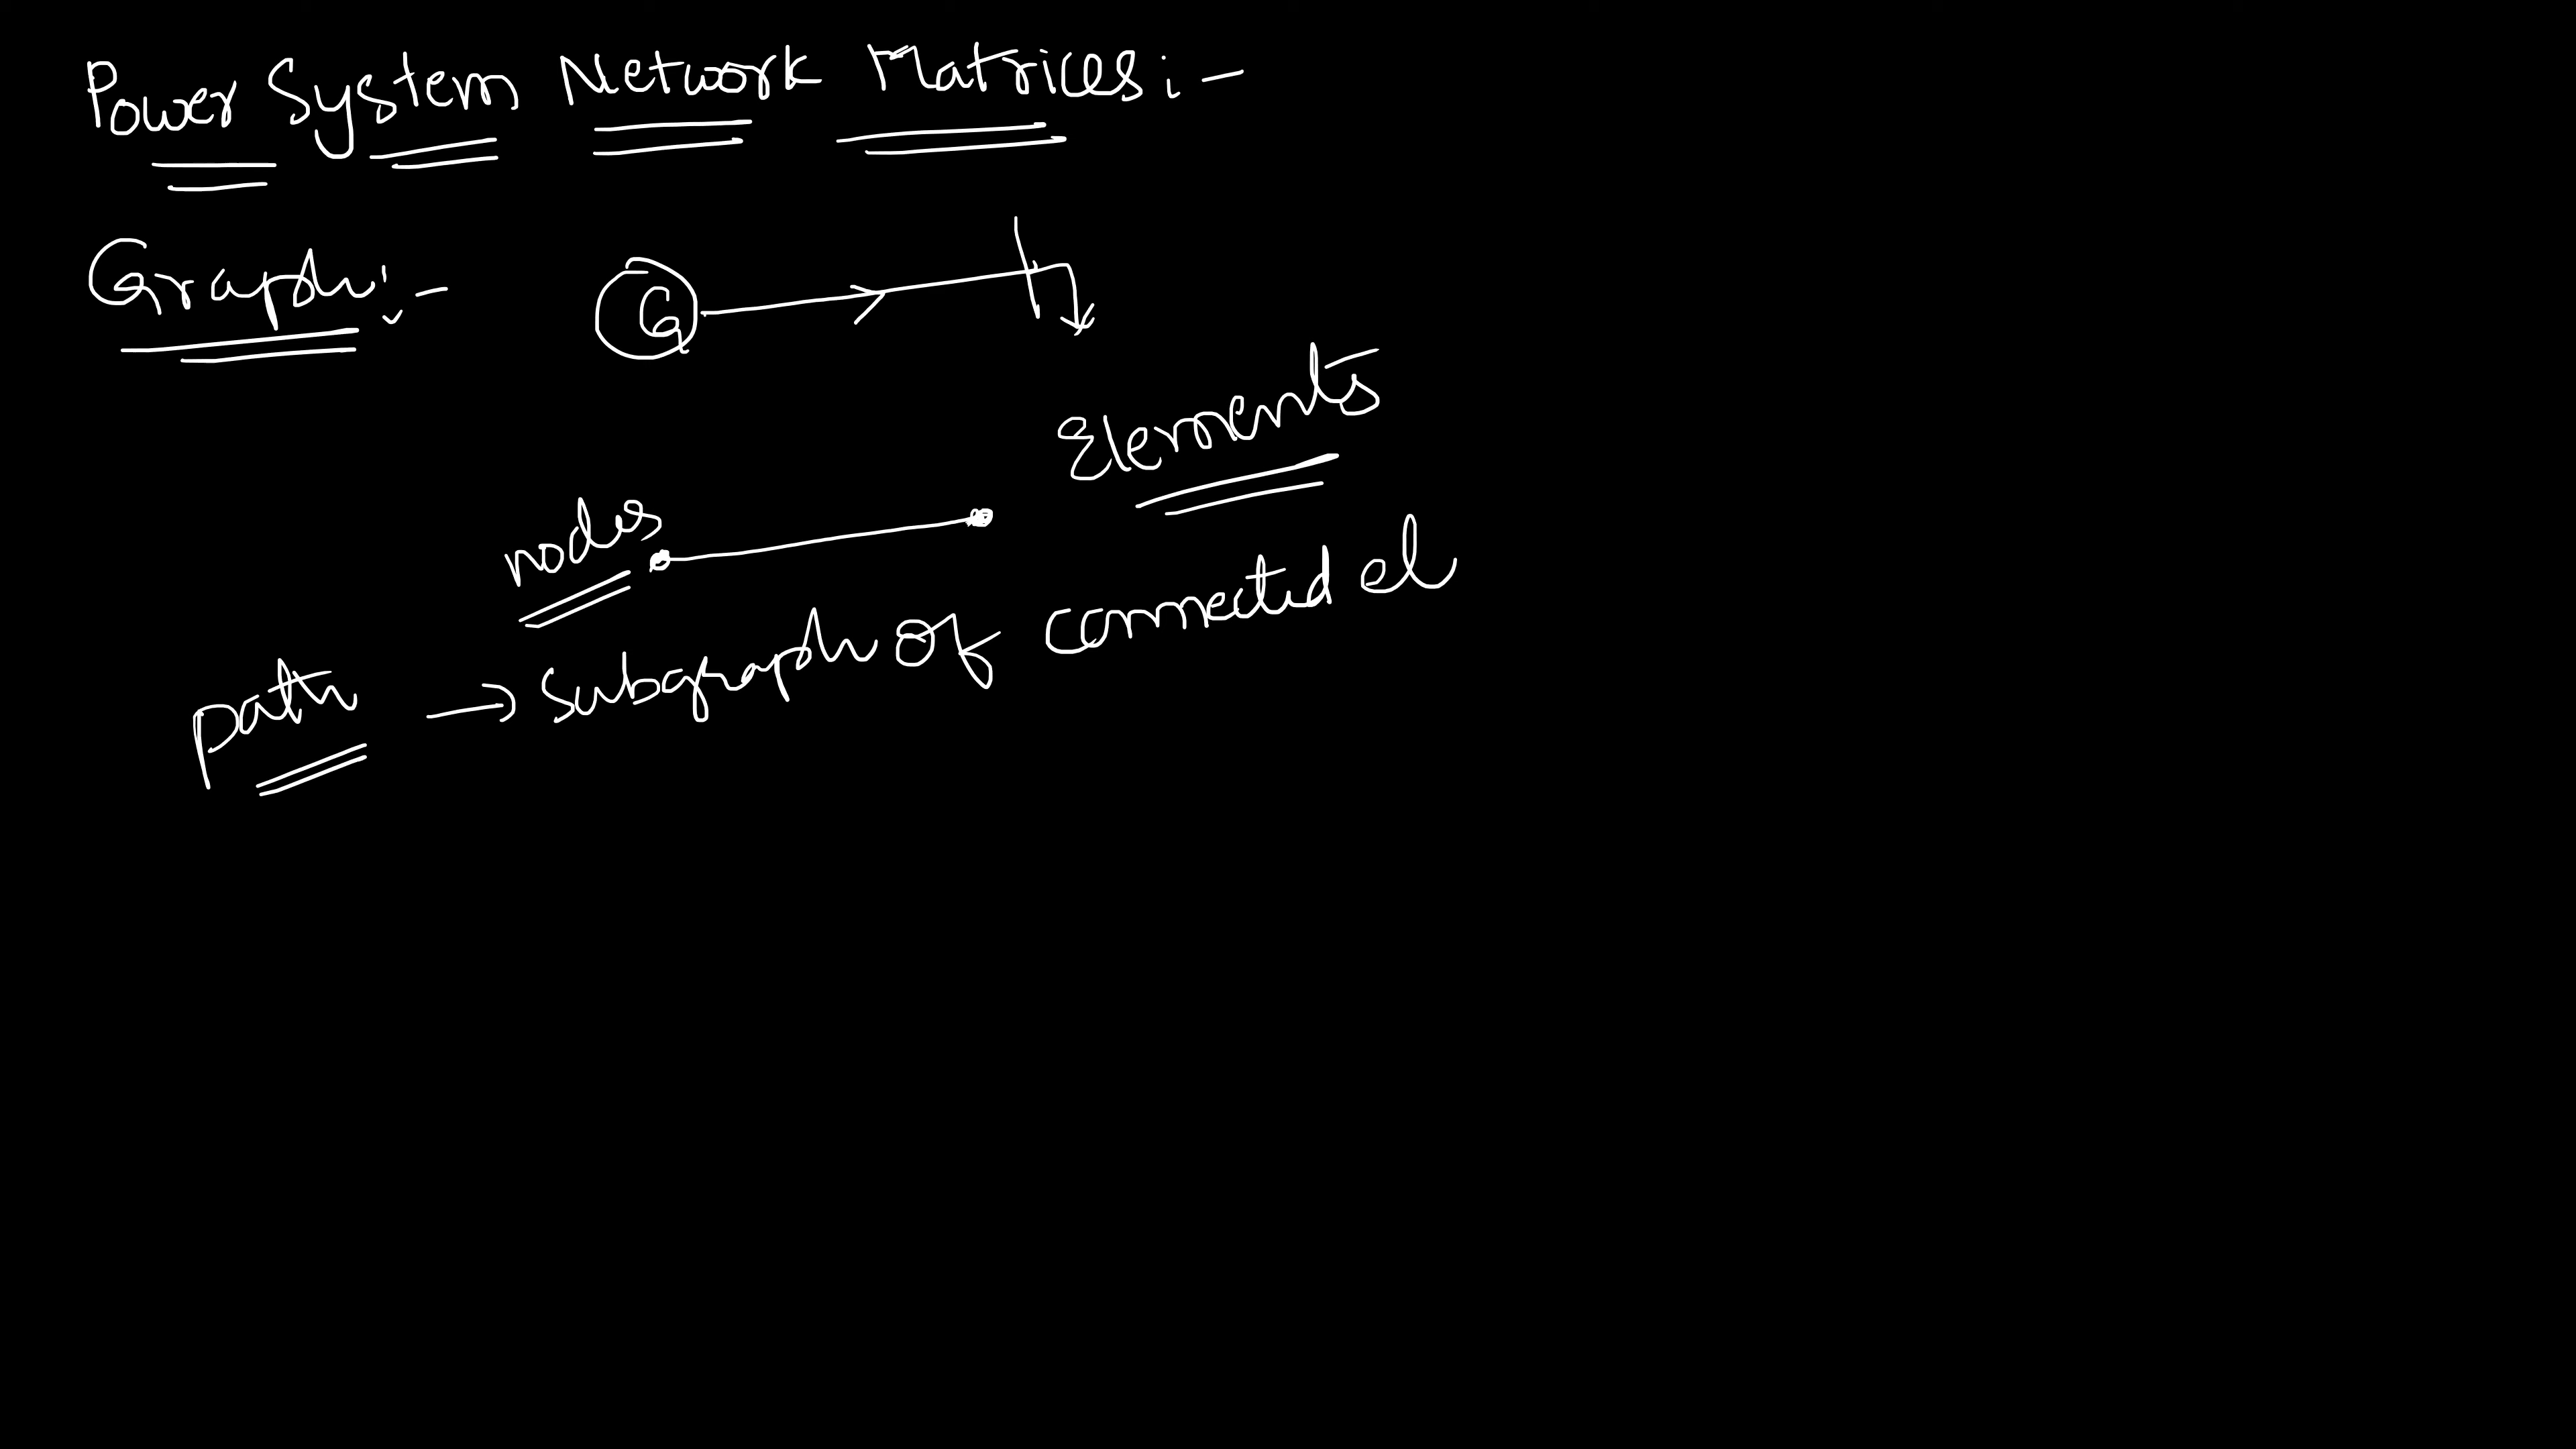 Power System Network Matrices:-
Graph:-
G
Elements
nodes
path → subgraph of connected el